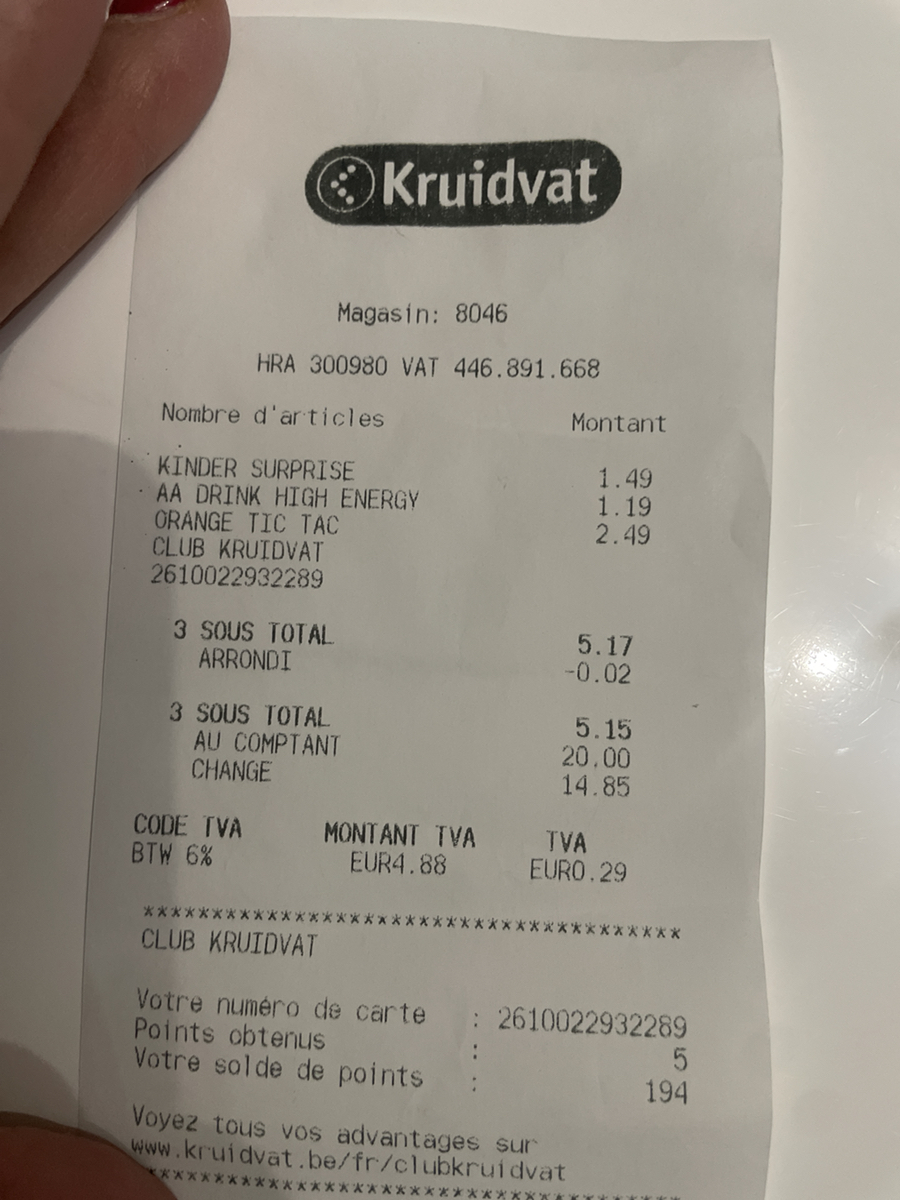 Kruidvat
Magasin: 8046
HRA 300980 VAT 446.891.668
Nombre d'articles Montant
KINDER SURPRISE 1.49
AA DRINK HIGH ENERGY 1.19
ORANGE TIC TAC 2.49
CLUB KRUIDVAT
2610022932289
3 SOUS TOTAL 5.17
ARRONDI -0.02
3 SOUS TOTAL 5.15
AU COMPTANT 20.00
CHANGE 14.85
CODE TVA MONTANT TVA TVA
BTW 6% EUR4.88 EUR0.29
***************************************
CLUB KRUIDVAT
Votre numéro de carte : 2610022932289
Points obtenus : 5
Votre solde de points : 194
Voyez tous vos advantages sur
www.kruidvat.be/fr/clubkruidvat
***************************************